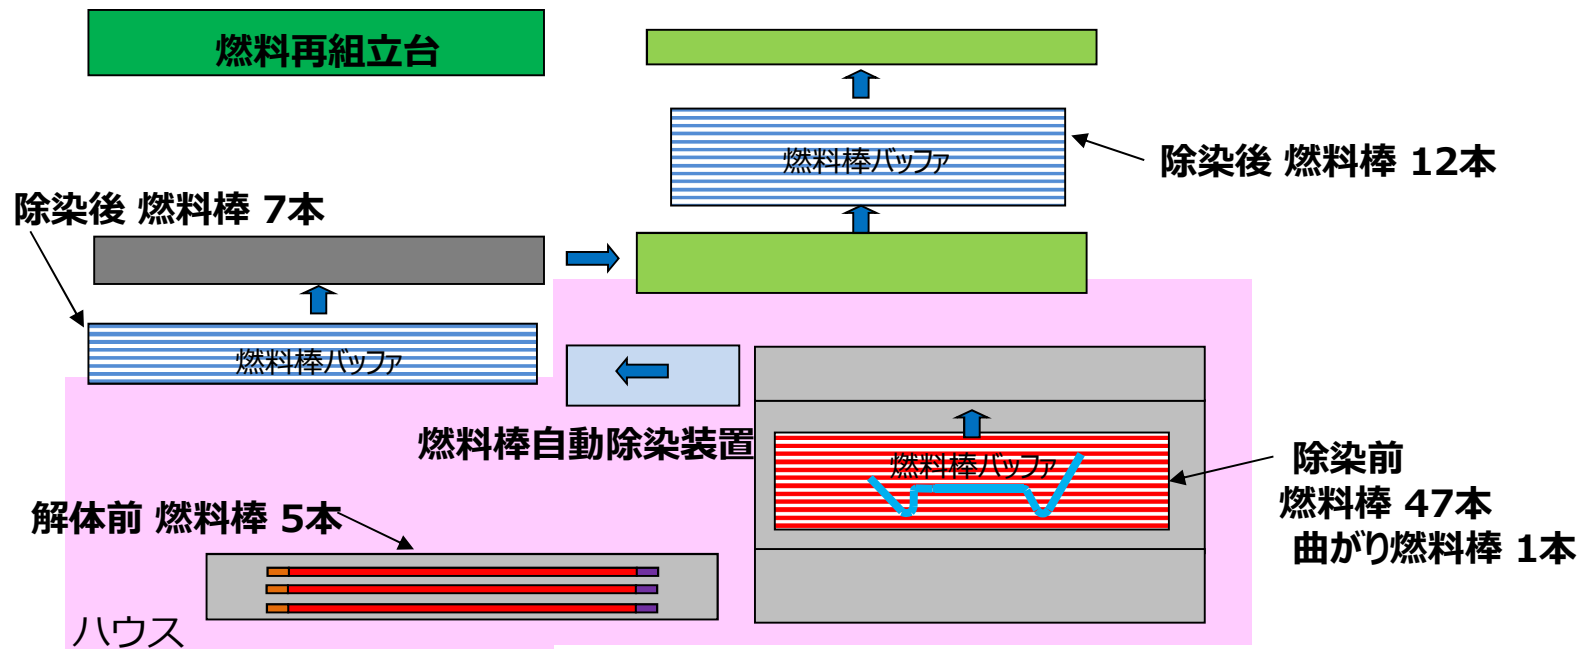 燃料再組立台
燃料棒バッファ
除染後 燃料棒 12本
除染後 燃料棒 7本
燃料棒バッファ
燃料棒自動除染装置
燃料棒バッファ
除染前
燃料棒 47本
曲がり燃料棒 1本
解体前 燃料棒 5本
ハウス